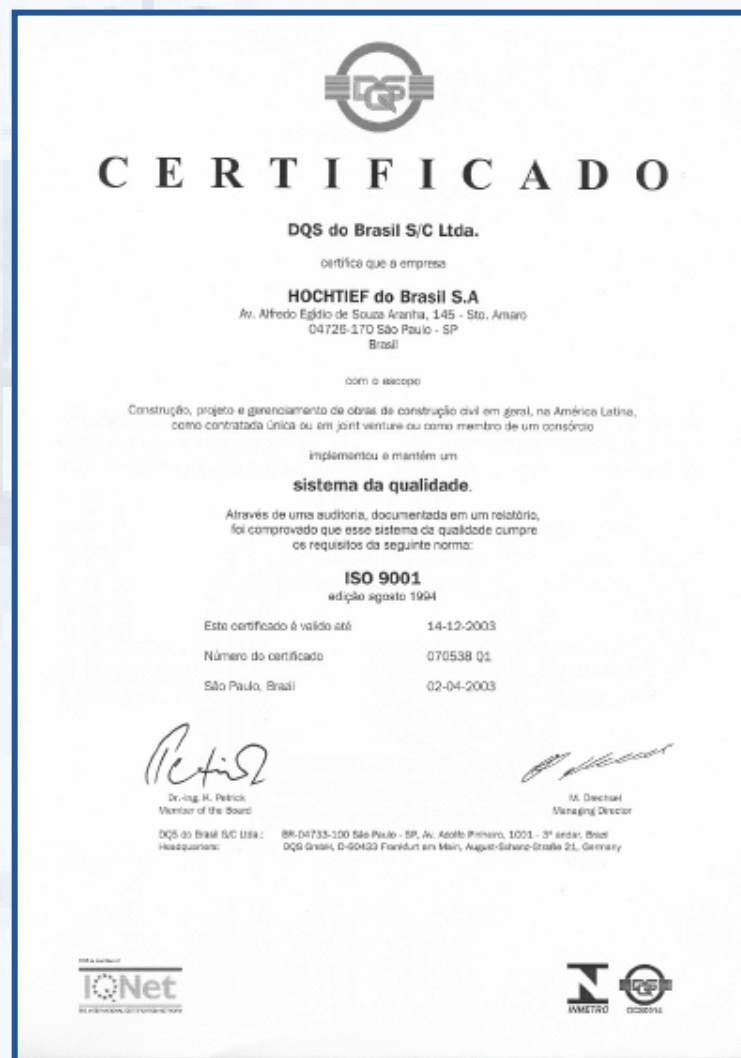 DQS
CERTIFICADO
DQS do Brasil S/C Ltda.
certifica que a empresa
HOCHTIEF do Brasil S.A
Av. Alfredo Egídio de Souza Aranha, 145 - Sto. Amaro
04726-170 São Paulo - SP
Brasil
com o escopo
Construção, projeto e gerenciamento de obras de construção civil em geral, na América Latina,
como contratada única ou em joint venture ou como membro de um consórcio
implementou e mantém um
sistema da qualidade.
Através de uma auditoria, documentada em um relatório,
foi comprovado que esse sistema da qualidade cumpre
os requisitos da seguinte norma:
ISO 9001
edição agosto 1994
Este certificado é valido até 14-12-2003
Número do certificado 070538 Q1
São Paulo, Brazil 02-04-2003
Dr.-Ing. K. Petrick
Member of the Board
M. Drechsel
Managing Director
DQS do Brasil S/C Ltda.: BR-04733-100 São Paulo - SP, Av. Adolfo Pinheiro, 1001 - 3º andar, Brasil
Headquarters: DQS GmbH, D-60433 Frankfurt am Main, August-Schanz-Straße 21, Germany
IQNet
THE INTERNATIONAL CERTIFICATION NETWORK
INMETRO
DQS